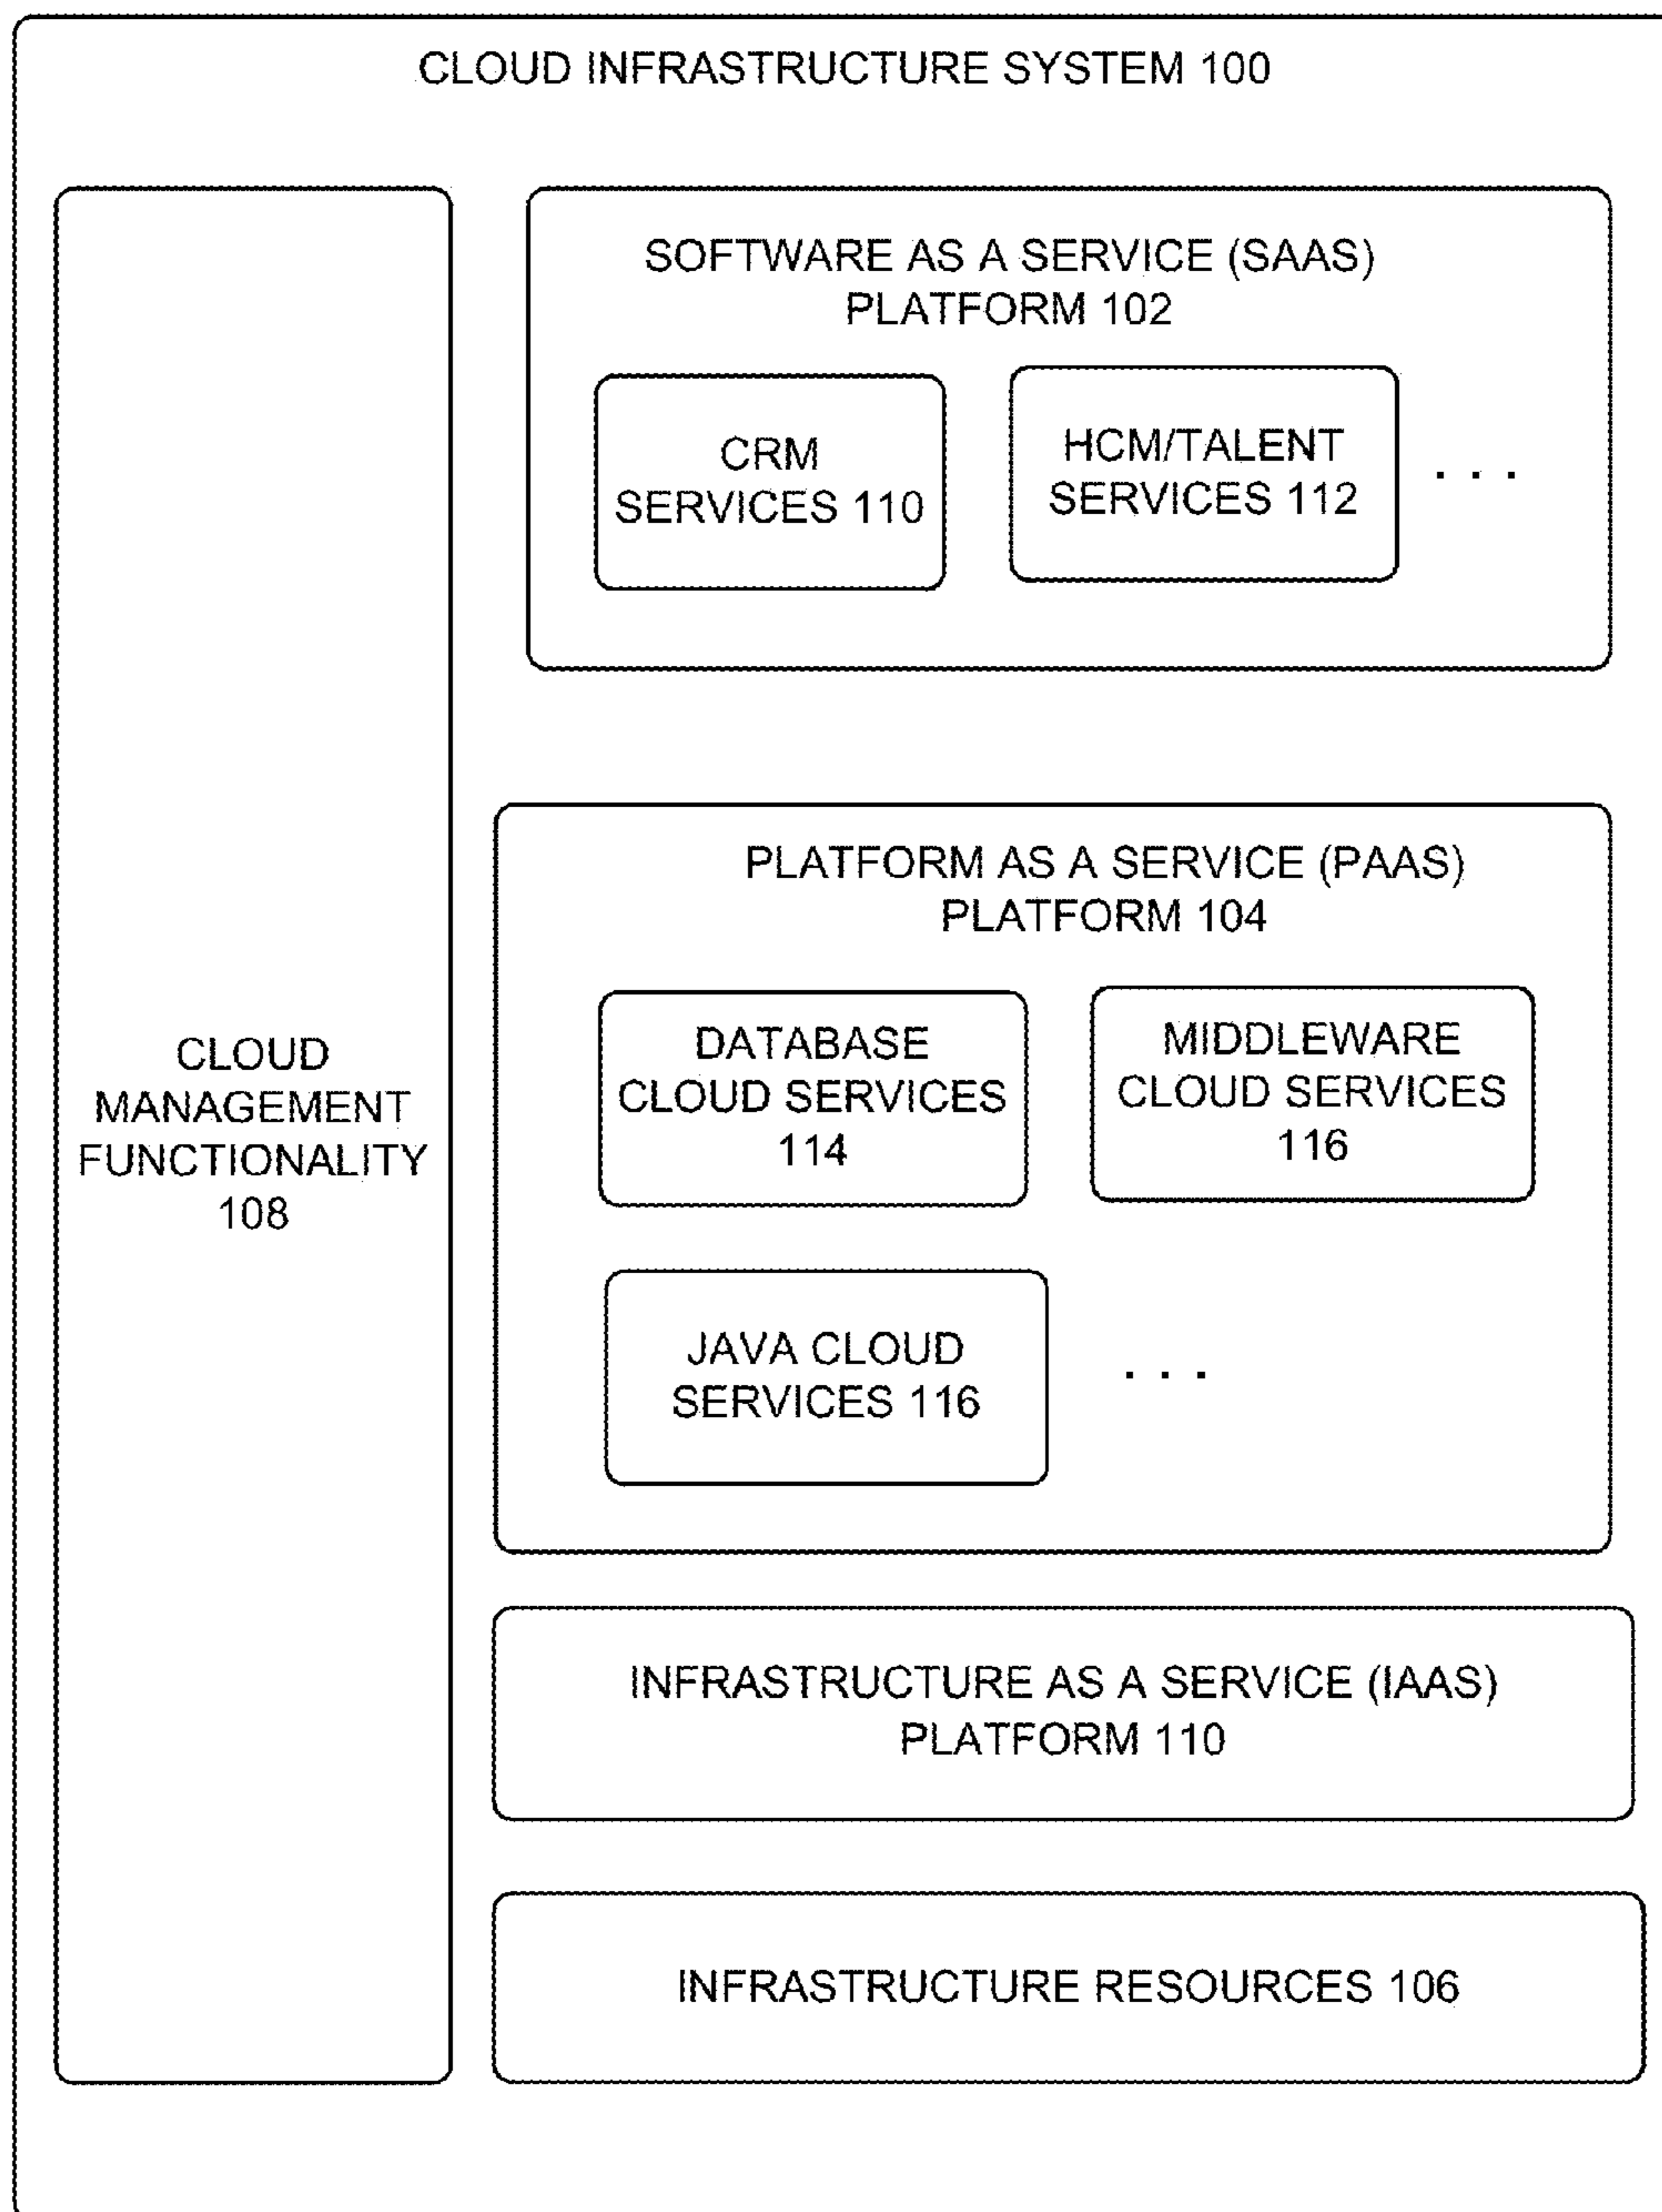 CLOUD INFRASTRUCTURE SYSTEM 100
SOFTWARE AS A SERVICE (SAAS)
PLATFORM 102
CRM
SERVICES 110
HCM/TALENT
SERVICES 112
. . .
CLOUD
MANAGEMENT
FUNCTIONALITY
108
PLATFORM AS A SERVICE (PAAS)
PLATFORM 104
DATABASE
CLOUD SERVICES
114
MIDDLEWARE
CLOUD SERVICES
116
JAVA CLOUD
SERVICES 116
. . .
INFRASTRUCTURE AS A SERVICE (IAAS)
PLATFORM 110
INFRASTRUCTURE RESOURCES 106